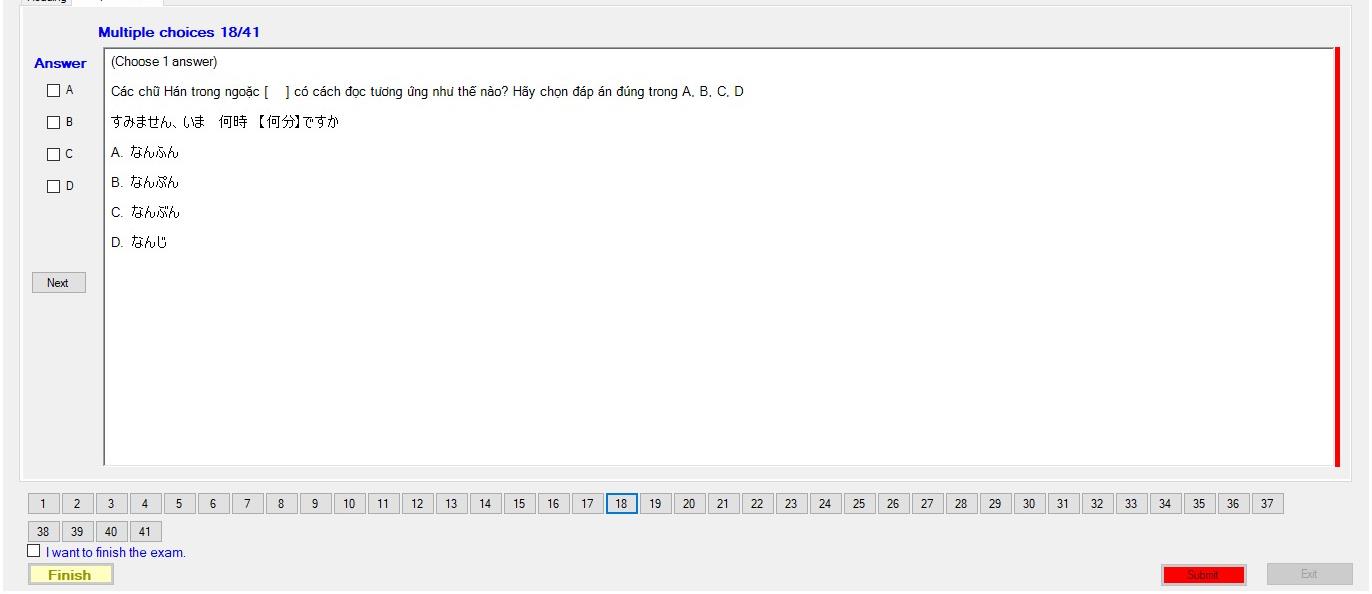 Multiple choices 18/41
Answer
(Choose 1 answer)
A
Các chữ Hán trong ngoặc [ ] có cách đọc tương ứng như thế nào? Hãy chọn đáp án đúng trong A, B, C, D
B
すみません、いま 何時 【何分】ですか
C
A. なんふん
D
B. なんぷん
C. なんぶん
D. なんじ
Next
1 2 3 4 5 6 7 8 9 10 11 12 13 14 15 16 17 18 19 20 21 22 23 24 25 26 27 28 29 30 31 32 33 34 35 36 37
38 39 40 41
I want to finish the exam.
Finish
Submit
Exit